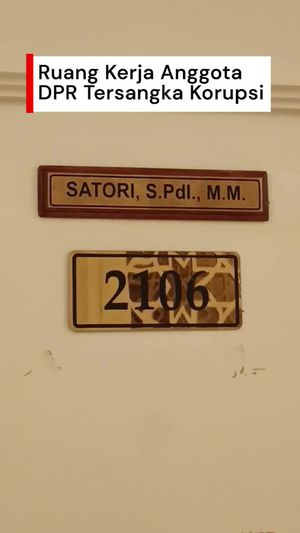 Ruang Kerja Anggota
DPR Tersangka Korupsi
SATORI, S.PdI., M.M.
2106